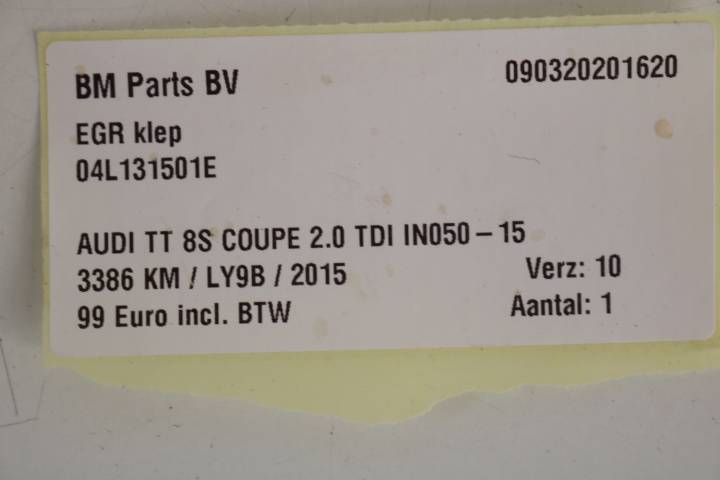 BM Parts BV 090320201620
EGR klep
04L131501E
AUDI TT 8S COUPE 2.0 TDI IN050-15
3386 KM / LY9B / 2015 Verz: 10
99 Euro incl. BTW Aantal: 1